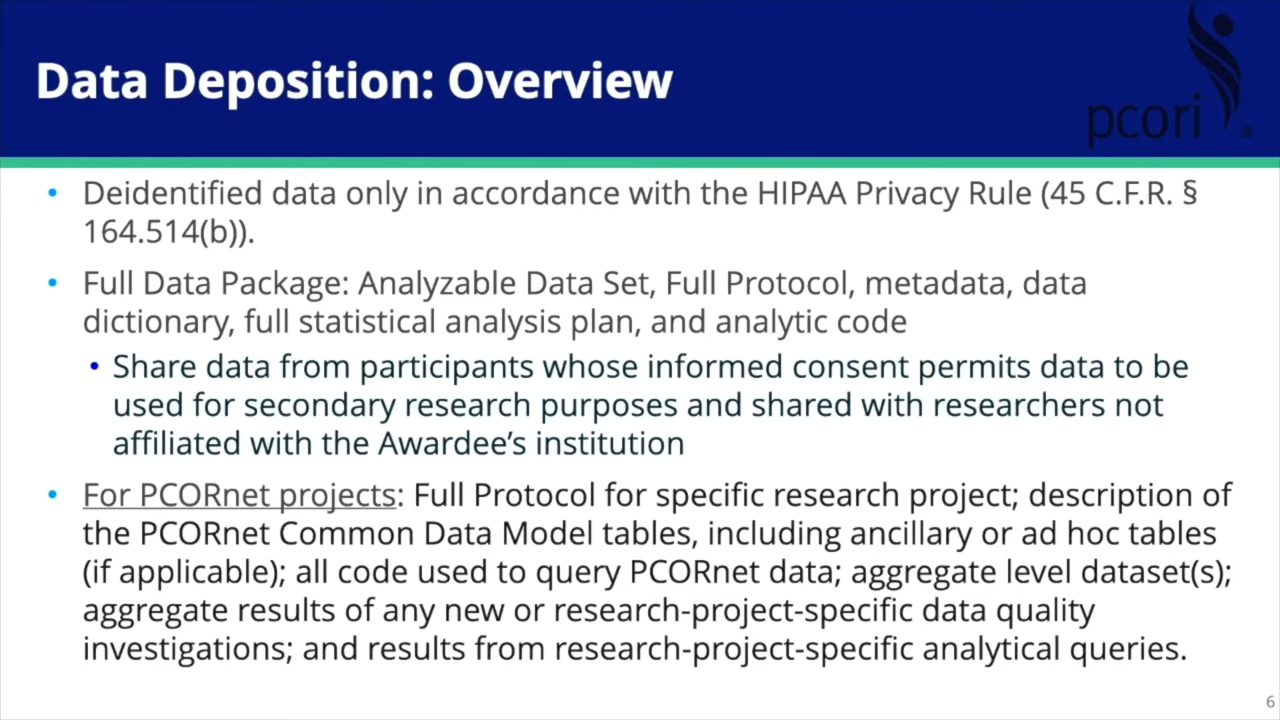 Data Deposition: Overview
pcori
®
• Deidentified data only in accordance with the HIPAA Privacy Rule (45 C.F.R. §
164.514(b)).
• Full Data Package: Analyzable Data Set, Full Protocol, metadata, data
dictionary, full statistical analysis plan, and analytic code
• Share data from participants whose informed consent permits data to be
used for secondary research purposes and shared with researchers not
affiliated with the Awardee’s institution
• For PCORnet projects: Full Protocol for specific research project; description of
the PCORnet Common Data Model tables, including ancillary or ad hoc tables
(if applicable); all code used to query PCORnet data; aggregate level dataset(s);
aggregate results of any new or research-project-specific data quality
investigations; and results from research-project-specific analytical queries.
6